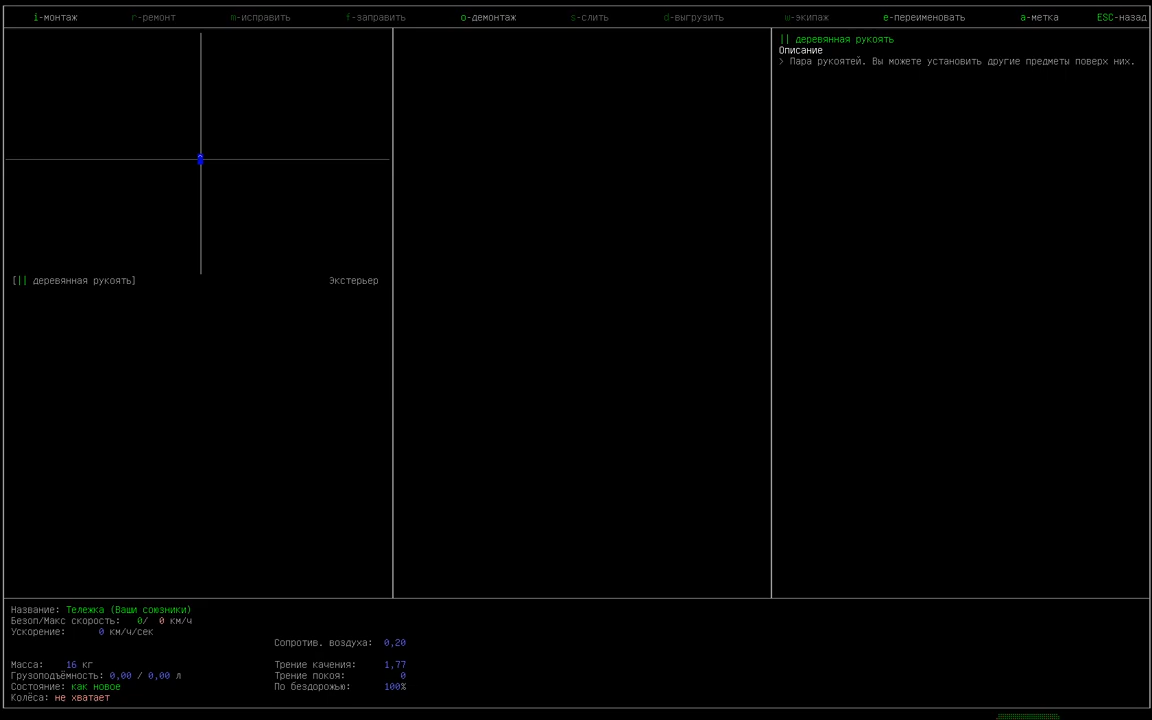 i-монтаж r-ремонт m-исправить f-заправить o-демонтаж s-слить d-выгрузить w-экипаж e-переименовать a-метка ESC-назад
|| деревянная рукоять
Описание
> Пара рукоятей. Вы можете установить другие предметы поверх них.
[|| деревянная рукоять] Экстерьер
Название: Тележка (Ваши союзники)
Безоп/Макс скорость: 0/ 0 км/ч
Ускорение: 0 км/ч/сек
Сопротив. воздуха: 0,20
Масса: 16 кг Трение качения: 1,77
Грузоподъёмность: 0,00 / 0,00 л Трение покоя: 0
Состояние: как новое По бездорожью: 100%
Колёса: не хватает